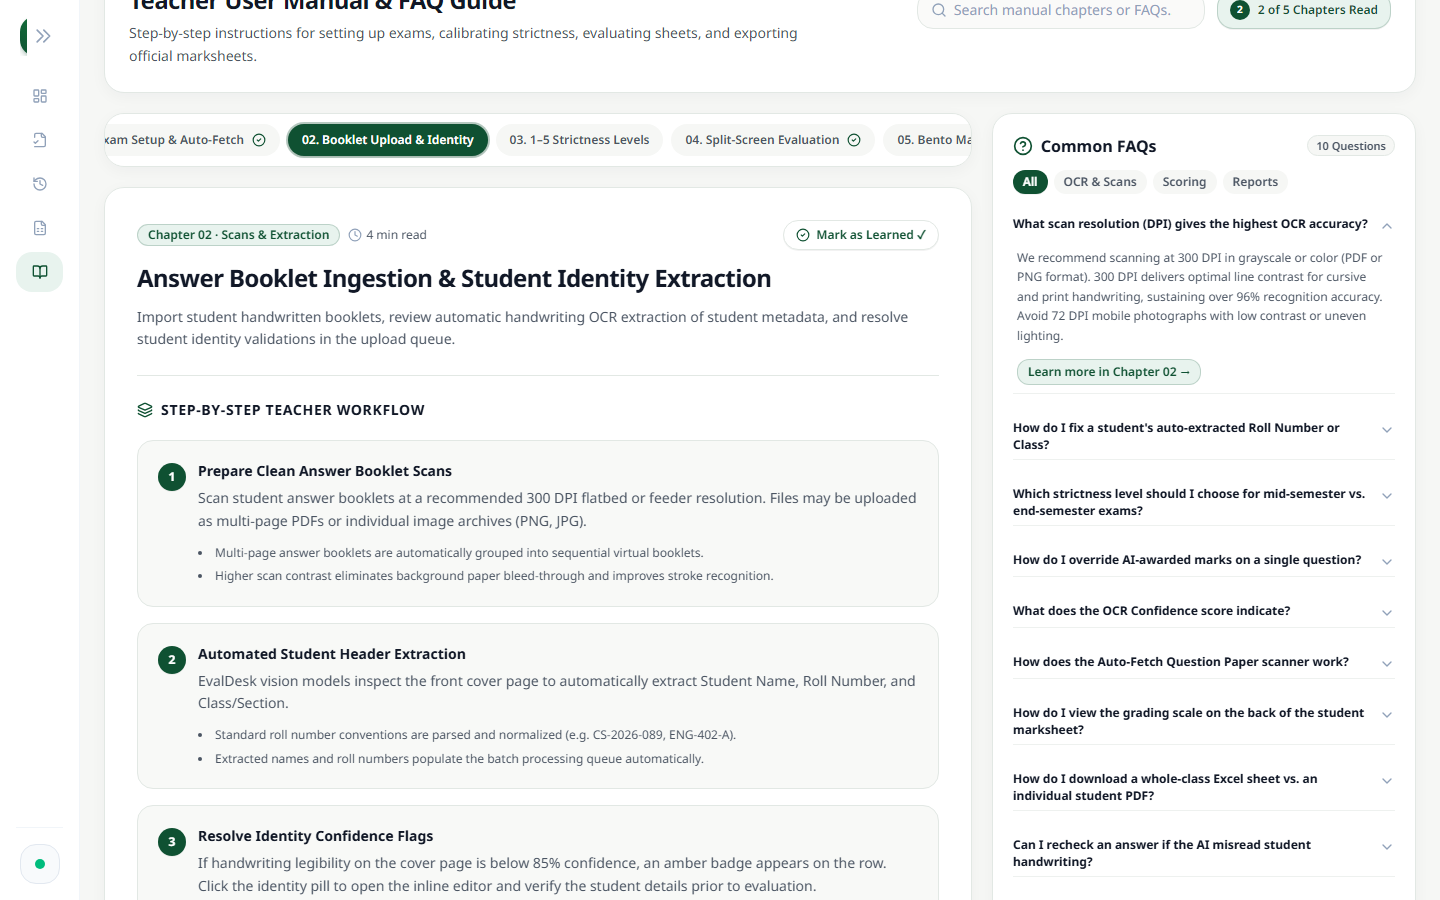 Teacher User Manual & FAQ Guide
Step-by-step instructions for setting up exams, calibrating strictness, evaluating sheets, and exporting
official marksheets.
Search manual chapters or FAQs.
2
2 of 5 Chapters Read
xam Setup & Auto-Fetch
02. Booklet Upload & Identity
03. 1–5 Strictness Levels
04. Split-Screen Evaluation
05. Bento Ma
Chapter 02 · Scans & Extraction
4 min read
Mark as Learned ✓
Answer Booklet Ingestion & Student Identity Extraction
Import student handwritten booklets, review automatic handwriting OCR extraction of student metadata, and resolve
student identity validations in the upload queue.
STEP-BY-STEP TEACHER WORKFLOW
1
Prepare Clean Answer Booklet Scans
Scan student answer booklets at a recommended 300 DPI flatbed or feeder resolution. Files may be uploaded
as multi-page PDFs or individual image archives (PNG, JPG).
• Multi-page answer booklets are automatically grouped into sequential virtual booklets.
• Higher scan contrast eliminates background paper bleed-through and improves stroke recognition.
2
Automated Student Header Extraction
EvalDesk vision models inspect the front cover page to automatically extract Student Name, Roll Number, and
Class/Section.
• Standard roll number conventions are parsed and normalized (e.g. CS-2026-089, ENG-402-A).
• Extracted names and roll numbers populate the batch processing queue automatically.
3
Resolve Identity Confidence Flags
If handwriting legibility on the cover page is below 85% confidence, an amber badge appears on the row.
Click the identity pill to open the inline editor and verify the student details prior to evaluation.
Common FAQs
10 Questions
All
OCR & Scans
Scoring
Reports
What scan resolution (DPI) gives the highest OCR accuracy?
We recommend scanning at 300 DPI in grayscale or color (PDF or
PNG format). 300 DPI delivers optimal line contrast for cursive
and print handwriting, sustaining over 96% recognition accuracy.
Avoid 72 DPI mobile photographs with low contrast or uneven
lighting.
Learn more in Chapter 02 →
How do I fix a student's auto-extracted Roll Number or
Class?
Which strictness level should I choose for mid-semester vs.
end-semester exams?
How do I override AI-awarded marks on a single question?
What does the OCR Confidence score indicate?
How does the Auto-Fetch Question Paper scanner work?
How do I view the grading scale on the back of the student
marksheet?
How do I download a whole-class Excel sheet vs. an
individual student PDF?
Can I recheck an answer if the AI misread student
handwriting?